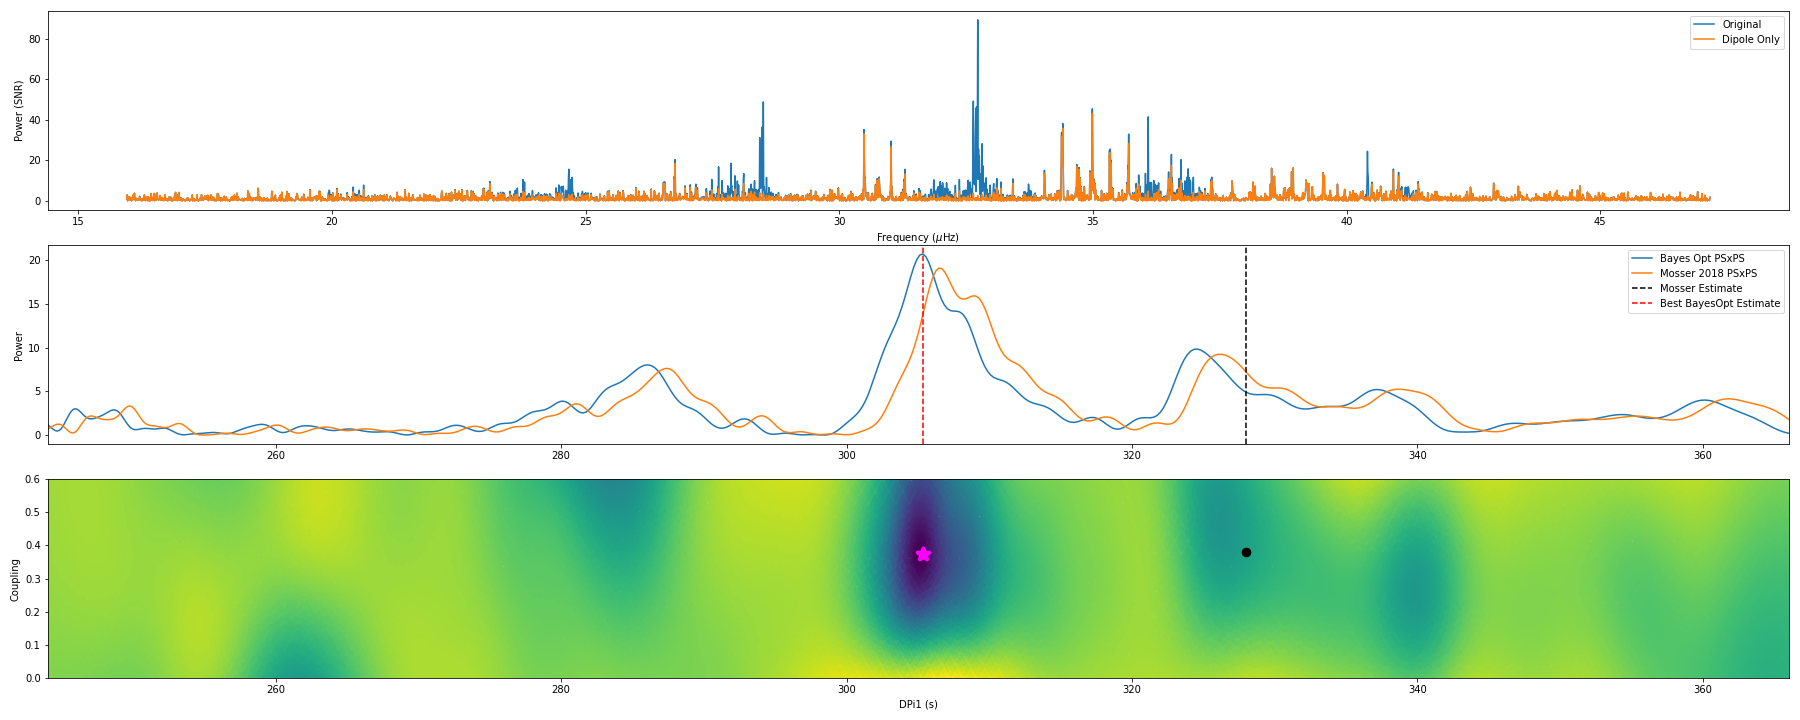 80
60
40
20
0
Power (SNR)
Original
Dipole Only
15 20 25 30 35 40 45
Frequency (μHz)
20
15
10
5
0
Power
Bayes Opt PSxPS
Mosser 2018 PSxPS
Mosser Estimate
Best BayesOpt Estimate
260 280 300 320 340 360
0.6
0.5
0.4
0.3
0.2
0.1
0.0
Coupling
260 280 300 320 340 360
DPi1 (s)